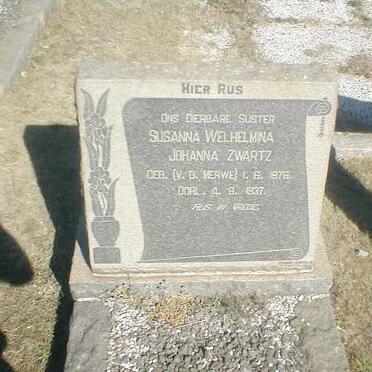 HIER RUS
ONS DIERBARE SUSTER
SUSANNA WELHELMINA
JOHANNA ZWARTZ
GEB. (V. D. MERWE) 1. 6. 1876.
OORL. 4. 8. 1937.
RUS IN VREDE.